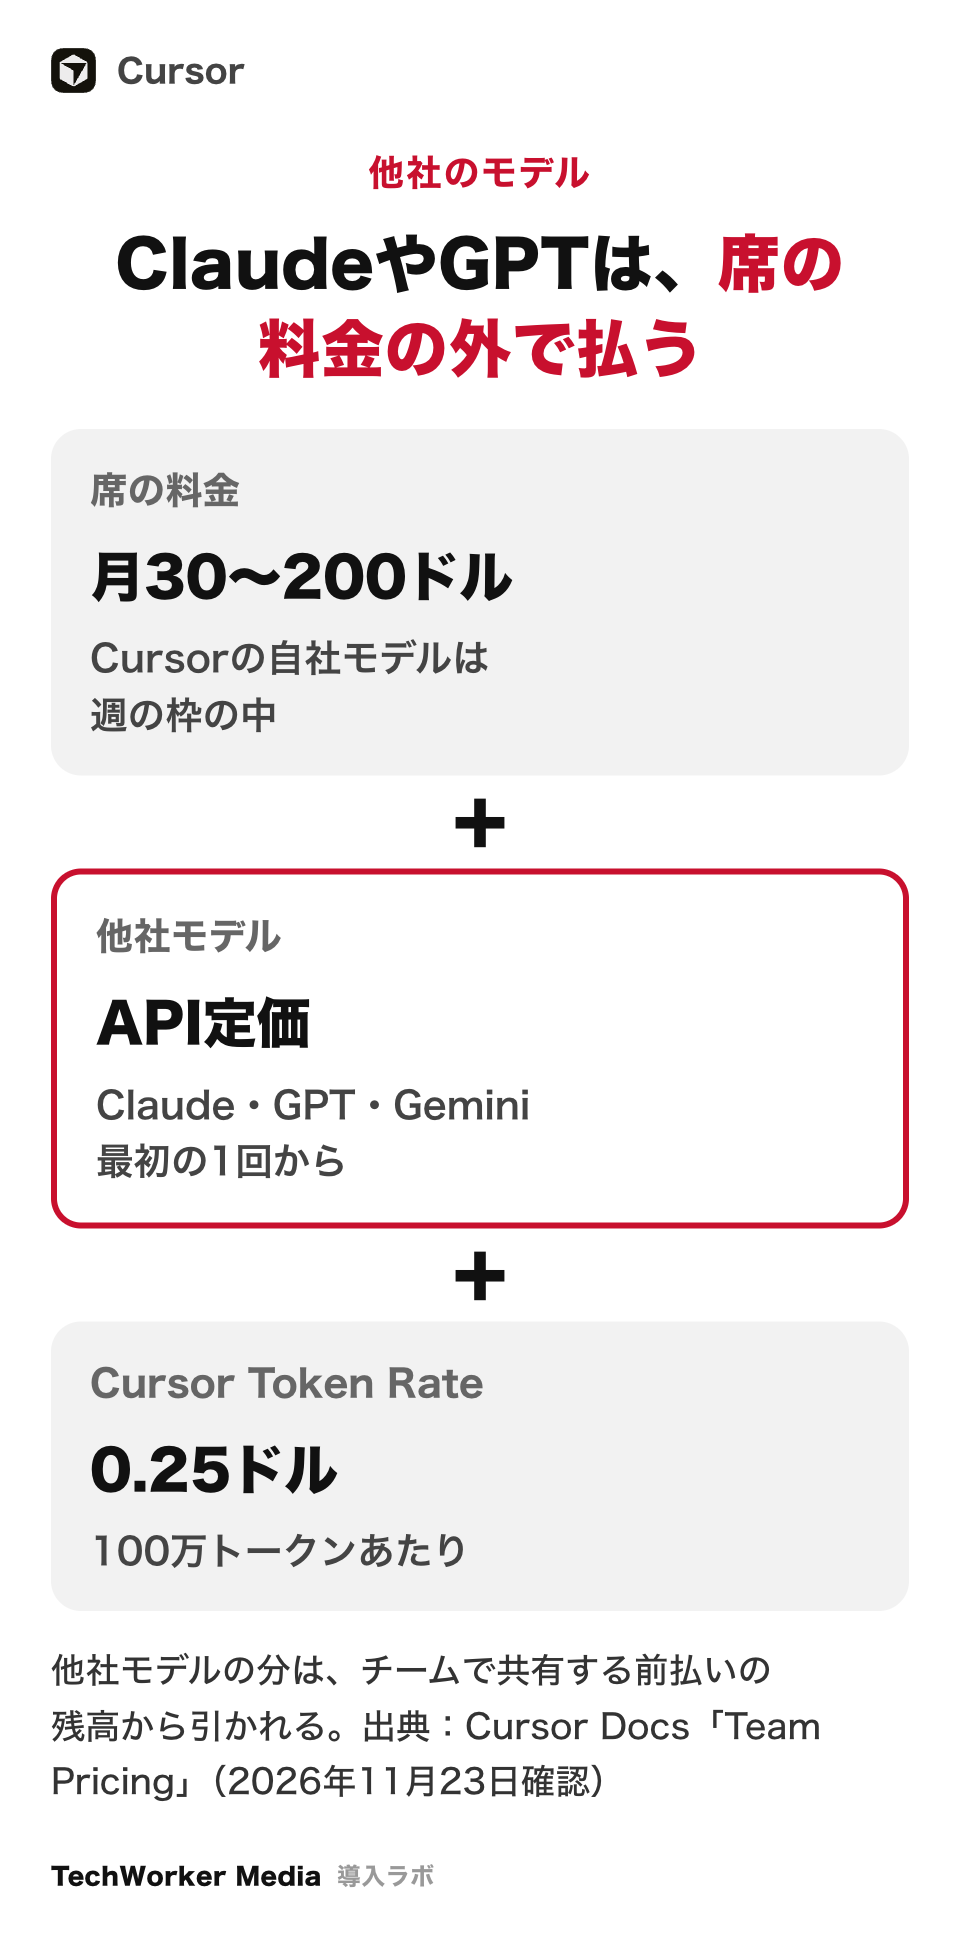 Cursor
他社のモデル
ClaudeやGPTは、席の
料金の外で払う
席の料金
月30〜200ドル
Cursorの自社モデルは
週の枠の中
+
他社モデル
API定価
Claude・GPT・Gemini
最初の1回から
+
Cursor Token Rate
0.25ドル
100万トークンあたり
他社モデルの分は、チームで共有する前払いの
残高から引かれる。出典：Cursor Docs「Team
Pricing」（2026年11月23日確認）
TechWorker Media 導入ラボ